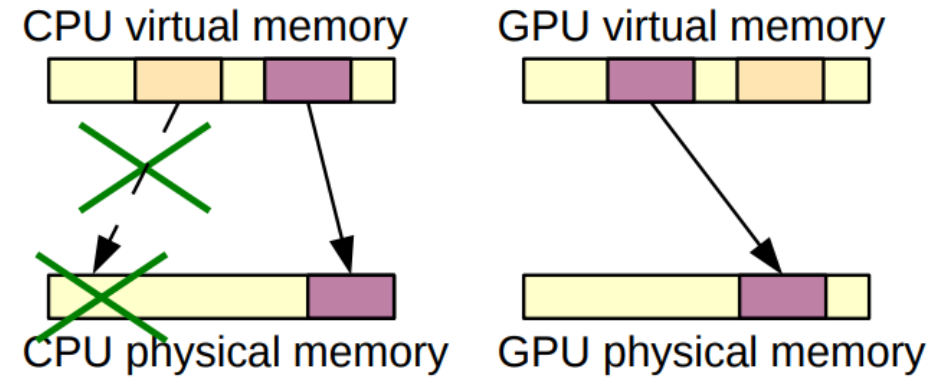 CPU virtual memory
GPU virtual memory
CPU physical memory
GPU physical memory